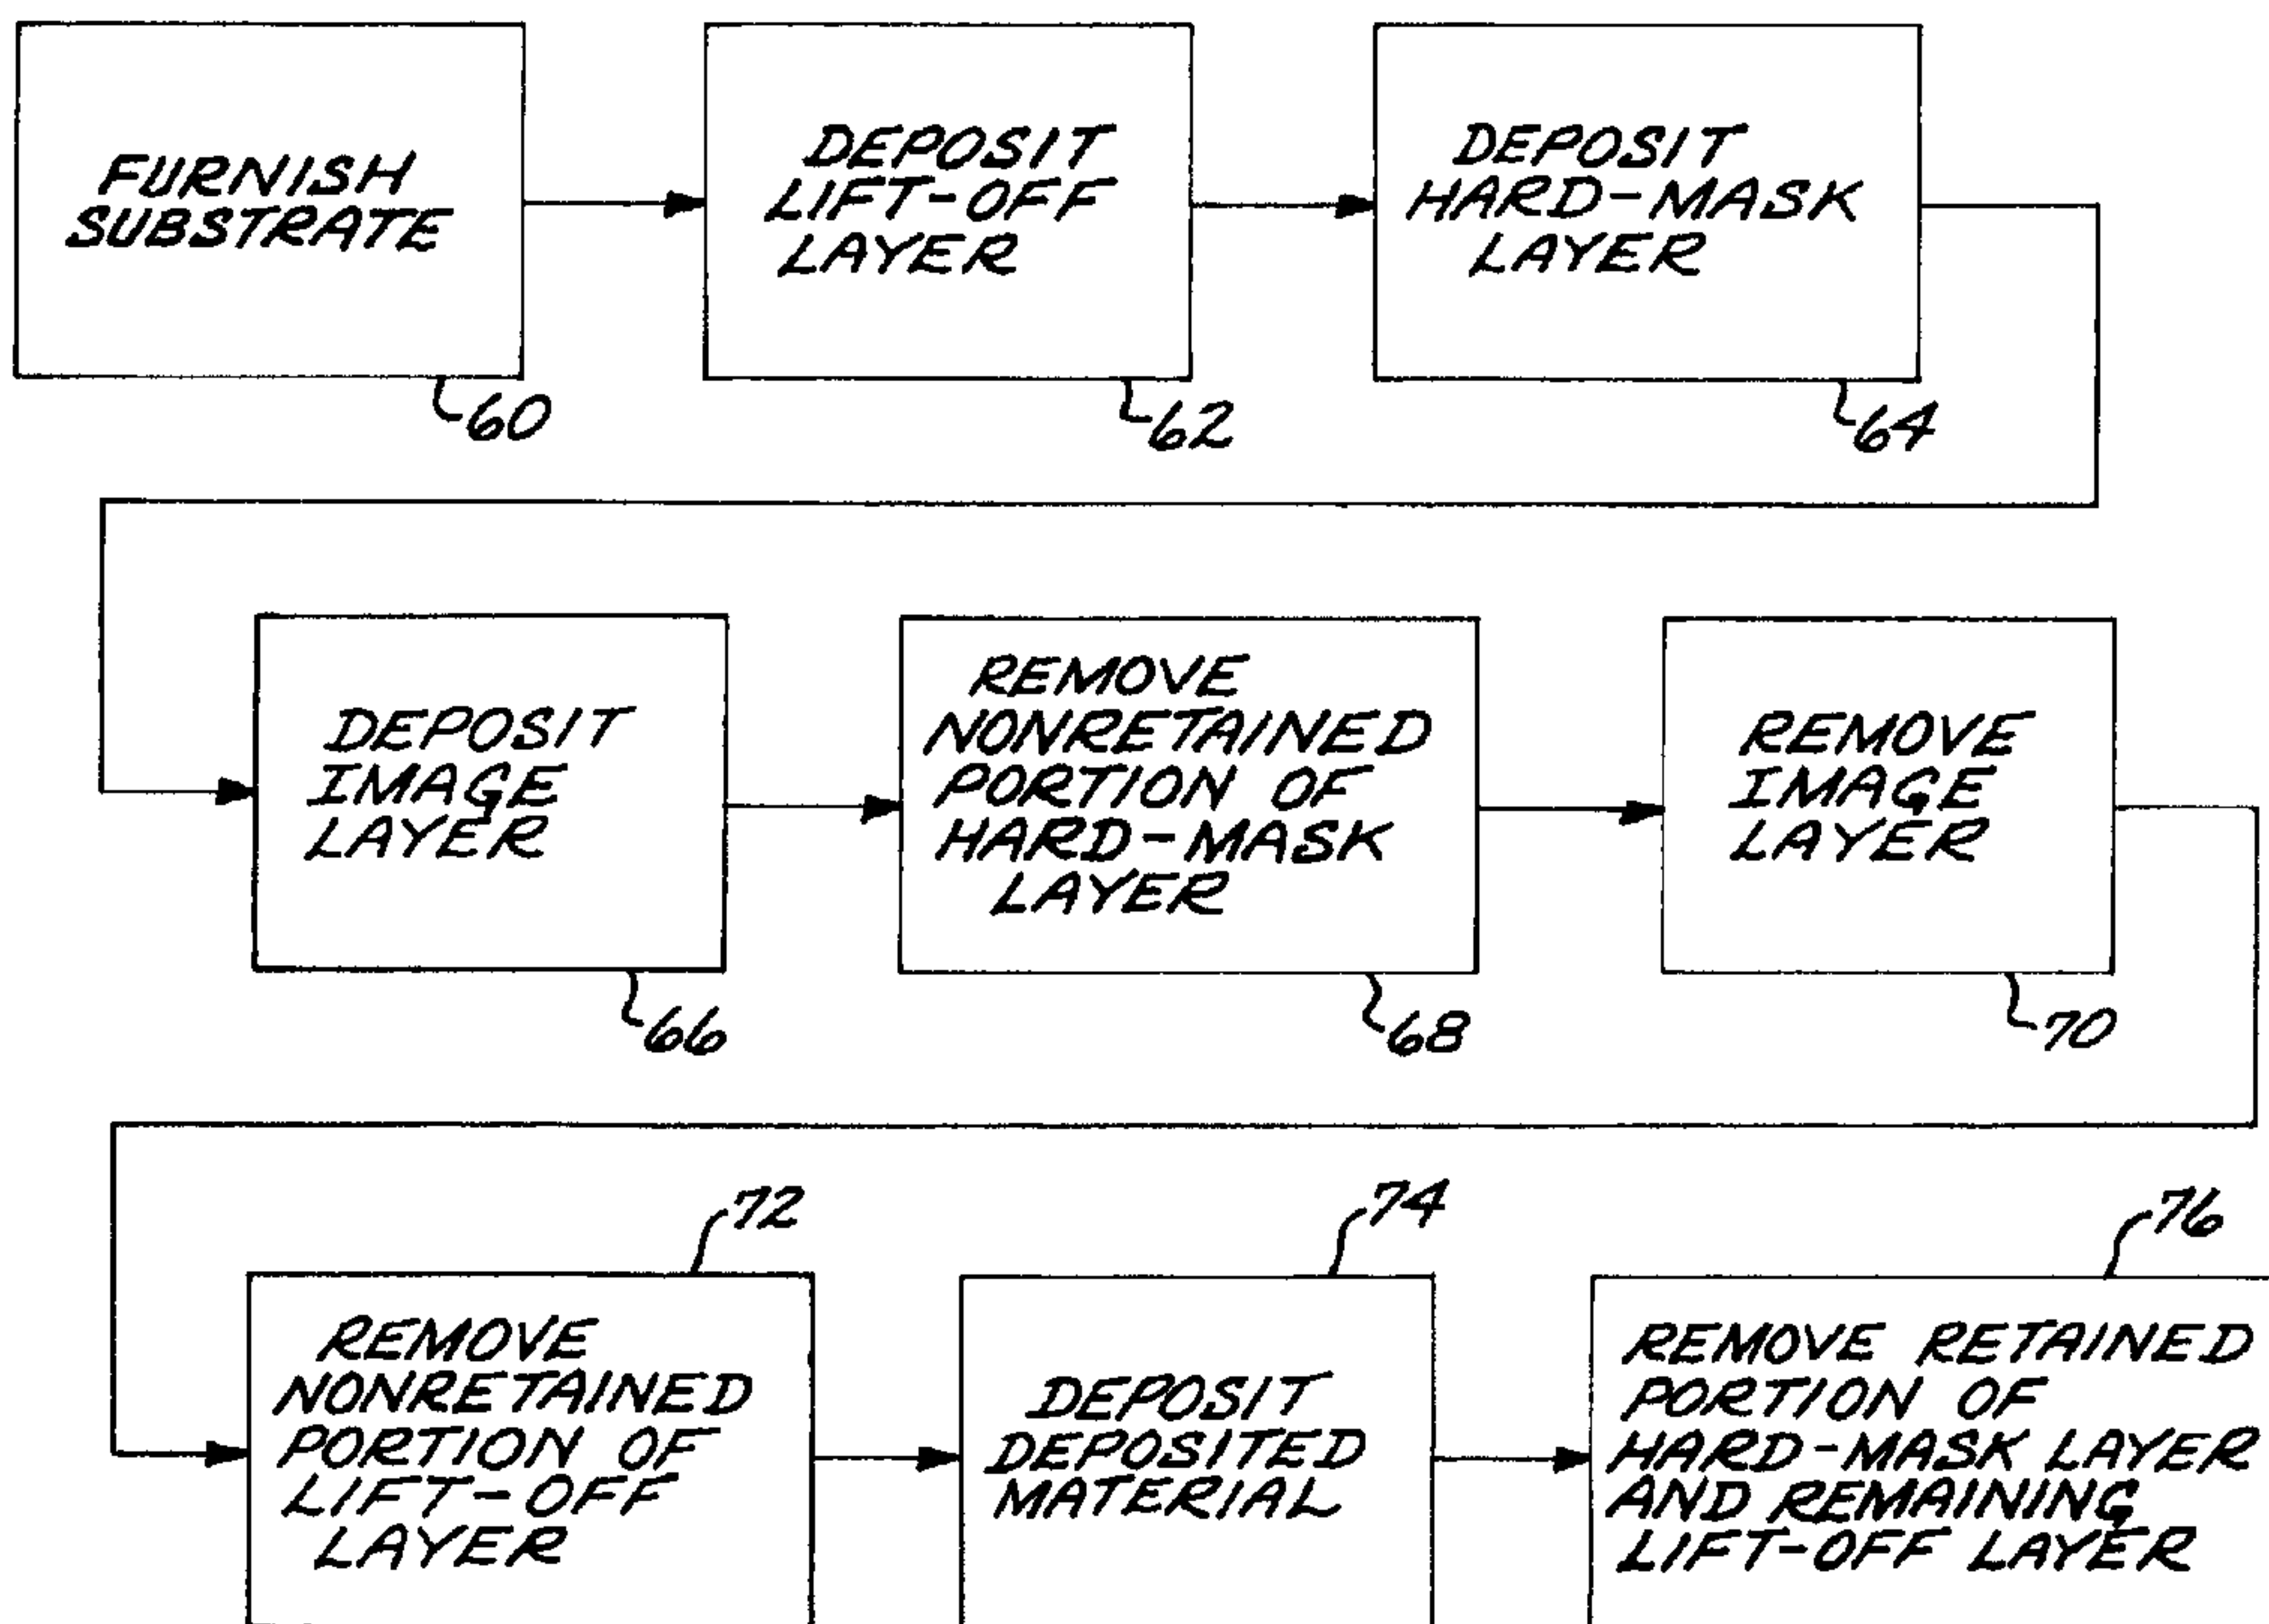 FURNISH
SUBSTRATE
60
DEPOSIT
LIFT-OFF
LAYER
62
DEPOSIT
HARD-MASK
LAYER
64
DEPOSIT
IMAGE
LAYER
66
REMOVE
NONRETAINED
PORTION OF
HARD-MASK
LAYER
68
REMOVE
IMAGE
LAYER
70
72
REMOVE
NONRETAINED
PORTION OF
LIFT-OFF
LAYER
74
DEPOSIT
DEPOSITED
MATERIAL
76
REMOVE RETAINED
PORTION OF
HARD-MASK LAYER
AND REMAINING
LIFT-OFF LAYER